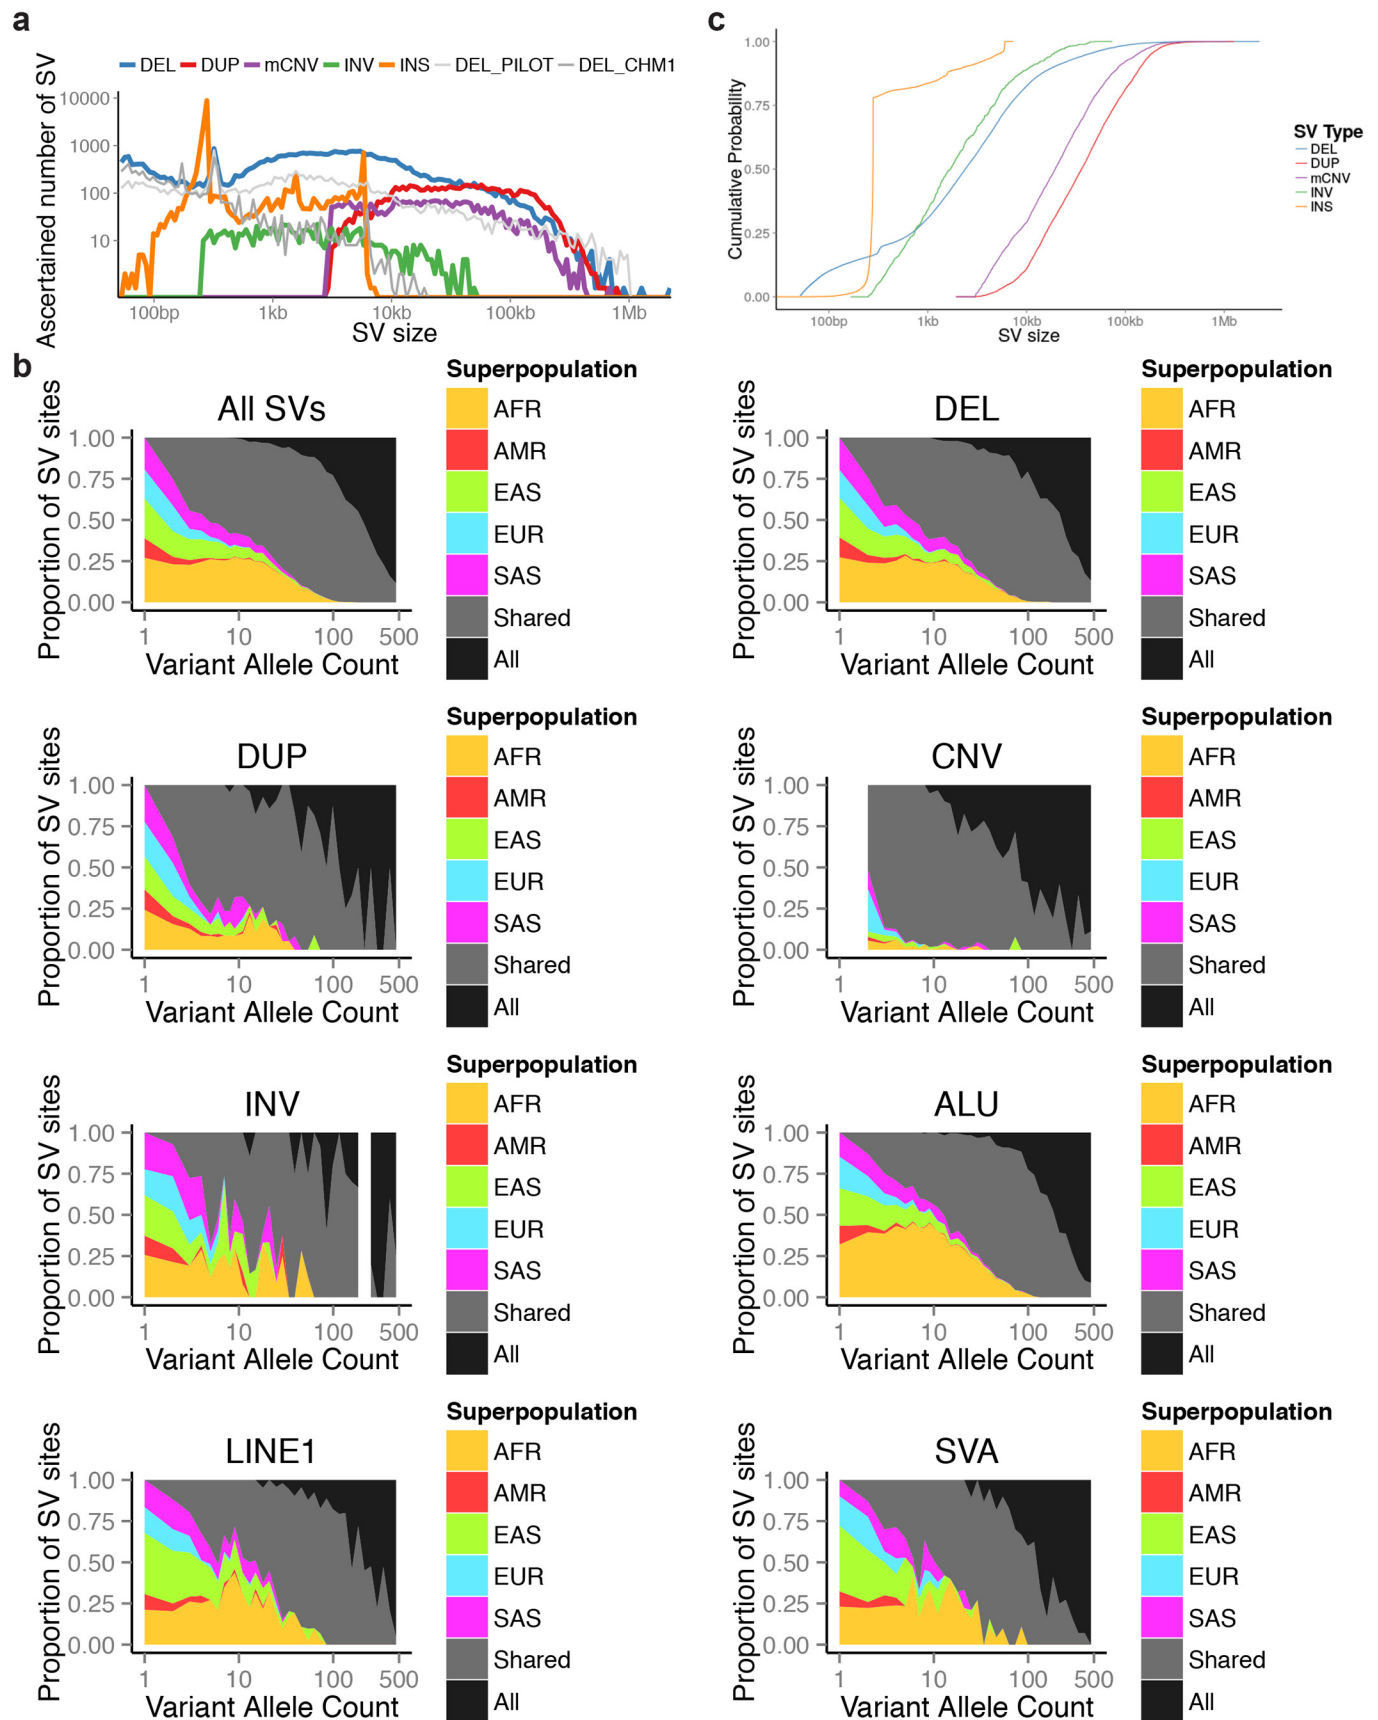 a
Ascertained number of SV
DEL DUP mCNV INV INS DEL_PILOT DEL_CHM1
10000
1000
100
10
100bp 1kb 10kb 100kb 1Mb
SV size
c
Cumulative Probability
1.00
0.75
0.50
0.25
0.00
100bp 1kb 10kb 100kb 1Mb
SV size
SV Type
DEL
DUP
mCNV
INV
INS
b
All SVs
Proportion of SV sites
1.00
0.75
0.50
0.25
0.00
1 10 100 500
Variant Allele Count
Superpopulation
AFR
AMR
EAS
EUR
SAS
Shared
All
DEL
Proportion of SV sites
1.00
0.75
0.50
0.25
0.00
1 10 100 500
Variant Allele Count
Superpopulation
AFR
AMR
EAS
EUR
SAS
Shared
All
DUP
Proportion of SV sites
1.00
0.75
0.50
0.25
0.00
1 10 100 500
Variant Allele Count
Superpopulation
AFR
AMR
EAS
EUR
SAS
Shared
All
CNV
Proportion of SV sites
1.00
0.75
0.50
0.25
0.00
1 10 100 500
Variant Allele Count
Superpopulation
AFR
AMR
EAS
EUR
SAS
Shared
All
INV
Proportion of SV sites
1.00
0.75
0.50
0.25
0.00
1 10 100 500
Variant Allele Count
Superpopulation
AFR
AMR
EAS
EUR
SAS
Shared
All
ALU
Proportion of SV sites
1.00
0.75
0.50
0.25
0.00
1 10 100 500
Variant Allele Count
Superpopulation
AFR
AMR
EAS
EUR
SAS
Shared
All
LINE1
Proportion of SV sites
1.00
0.75
0.50
0.25
0.00
1 10 100 500
Variant Allele Count
Superpopulation
AFR
AMR
EAS
EUR
SAS
Shared
All
SVA
Proportion of SV sites
1.00
0.75
0.50
0.25
0.00
1 10 100 500
Variant Allele Count
Superpopulation
AFR
AMR
EAS
EUR
SAS
Shared
All